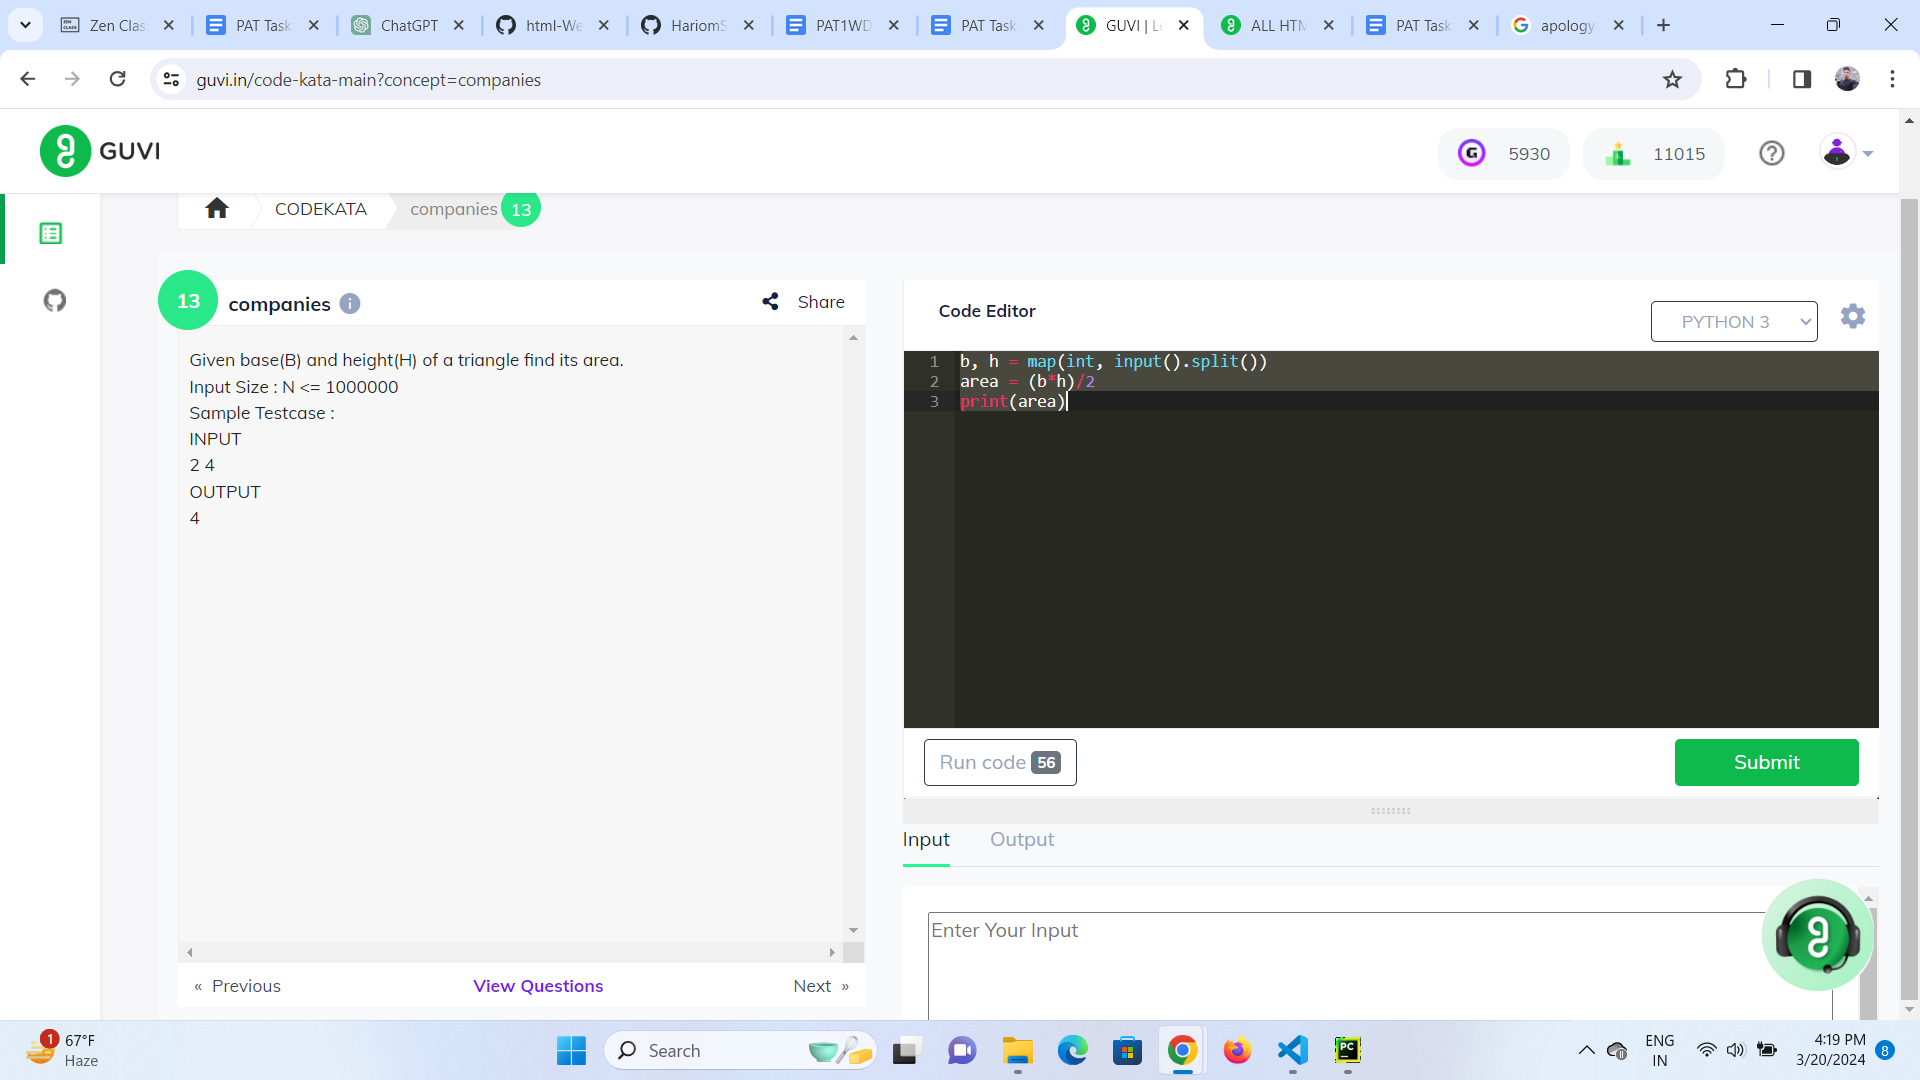 Zen Clas
PAT Task
ChatGPT
html-We
HariomS
PAT1WD
PAT Task
GUVI | Le
ALL HTM
PAT Task
apology
guvi.in/code-kata-main?concept=companies
GUVI
5930
11015
CODEKATA
companies 13
13
companies
Share
Given base(B) and height(H) of a triangle find its area.
Input Size : N <= 1000000
Sample Testcase :
INPUT
2 4
OUTPUT
4
« Previous
View Questions
Next »
Code Editor
PYTHON 3
1 b, h = map(int, input().split())
2 area = (b*h)/2
3 print(area)
Run code 56
Submit
Input
Output
Enter Your Input
1
67°F
Haze
Search
PC
ENG
IN
4:19 PM
3/20/2024
8